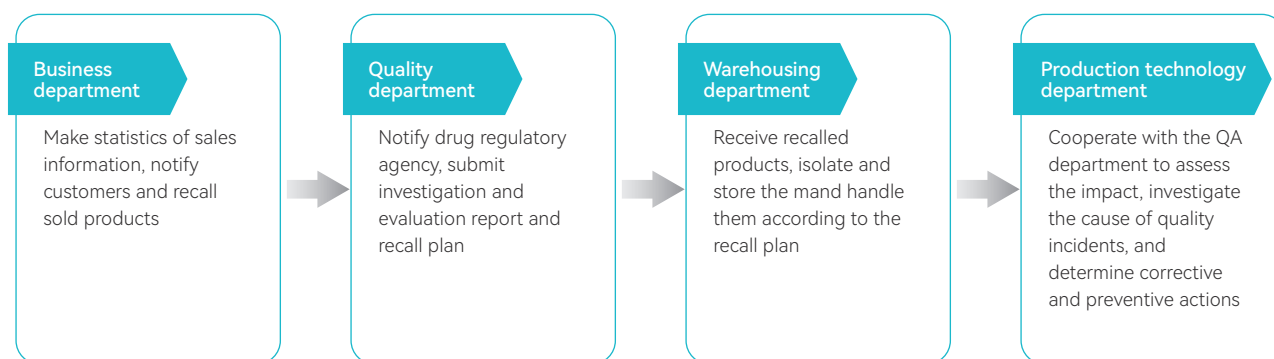 Business
department
Make statistics of sales
information, notify
customers and recall
sold products
Quality
department
Notify drug regulatory
agency, submit
investigation and
evaluation report and
recall plan
Warehousing
department
Receive recalled
products, isolate and
store the mand handle
them according to the
recall plan
Production technology
department
Cooperate with the QA
department to assess
the impact, investigate
the cause of quality
incidents, and
determine corrective
and preventive actions